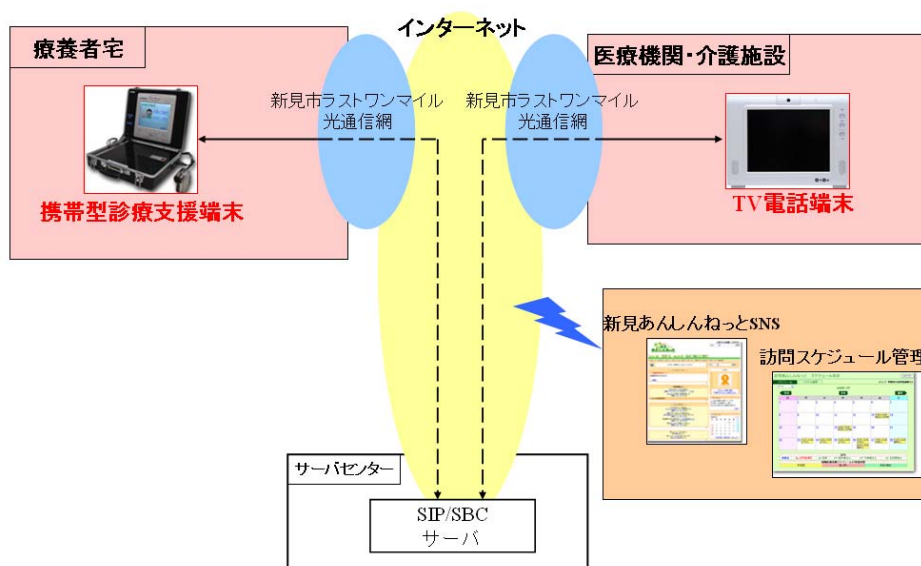 インターネット
療養者宅
医療機関・介護施設
新見市ラストワンマイル
光通信網
新見市ラストワンマイル
光通信網
携帯型診療支援端末
TV電話端末
新見あんしんねっとSNS
訪問スケジュール管理
サーバセンター
SIP/SBC
サーバ